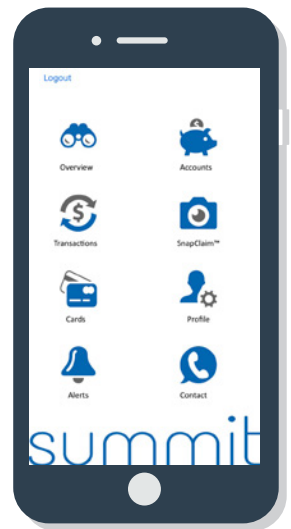 Logout
Overview Accounts
Transactions SnapClaim™
Cards Profile
Alerts Contact
summit